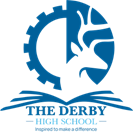 THE DERBY
HIGH SCHOOL
Inspired to make a difference